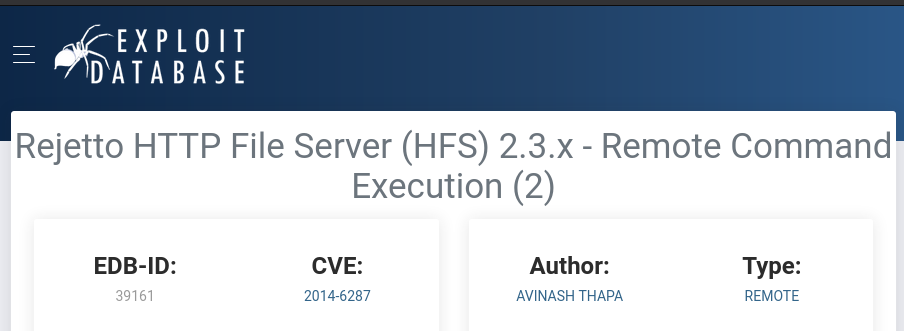 EXPLOIT
DATABASE
Rejetto HTTP File Server (HFS) 2.3.x - Remote Command
Execution (2)
EDB-ID: CVE: Author: Type:
39161 2014-6287 AVINASH THAPA REMOTE